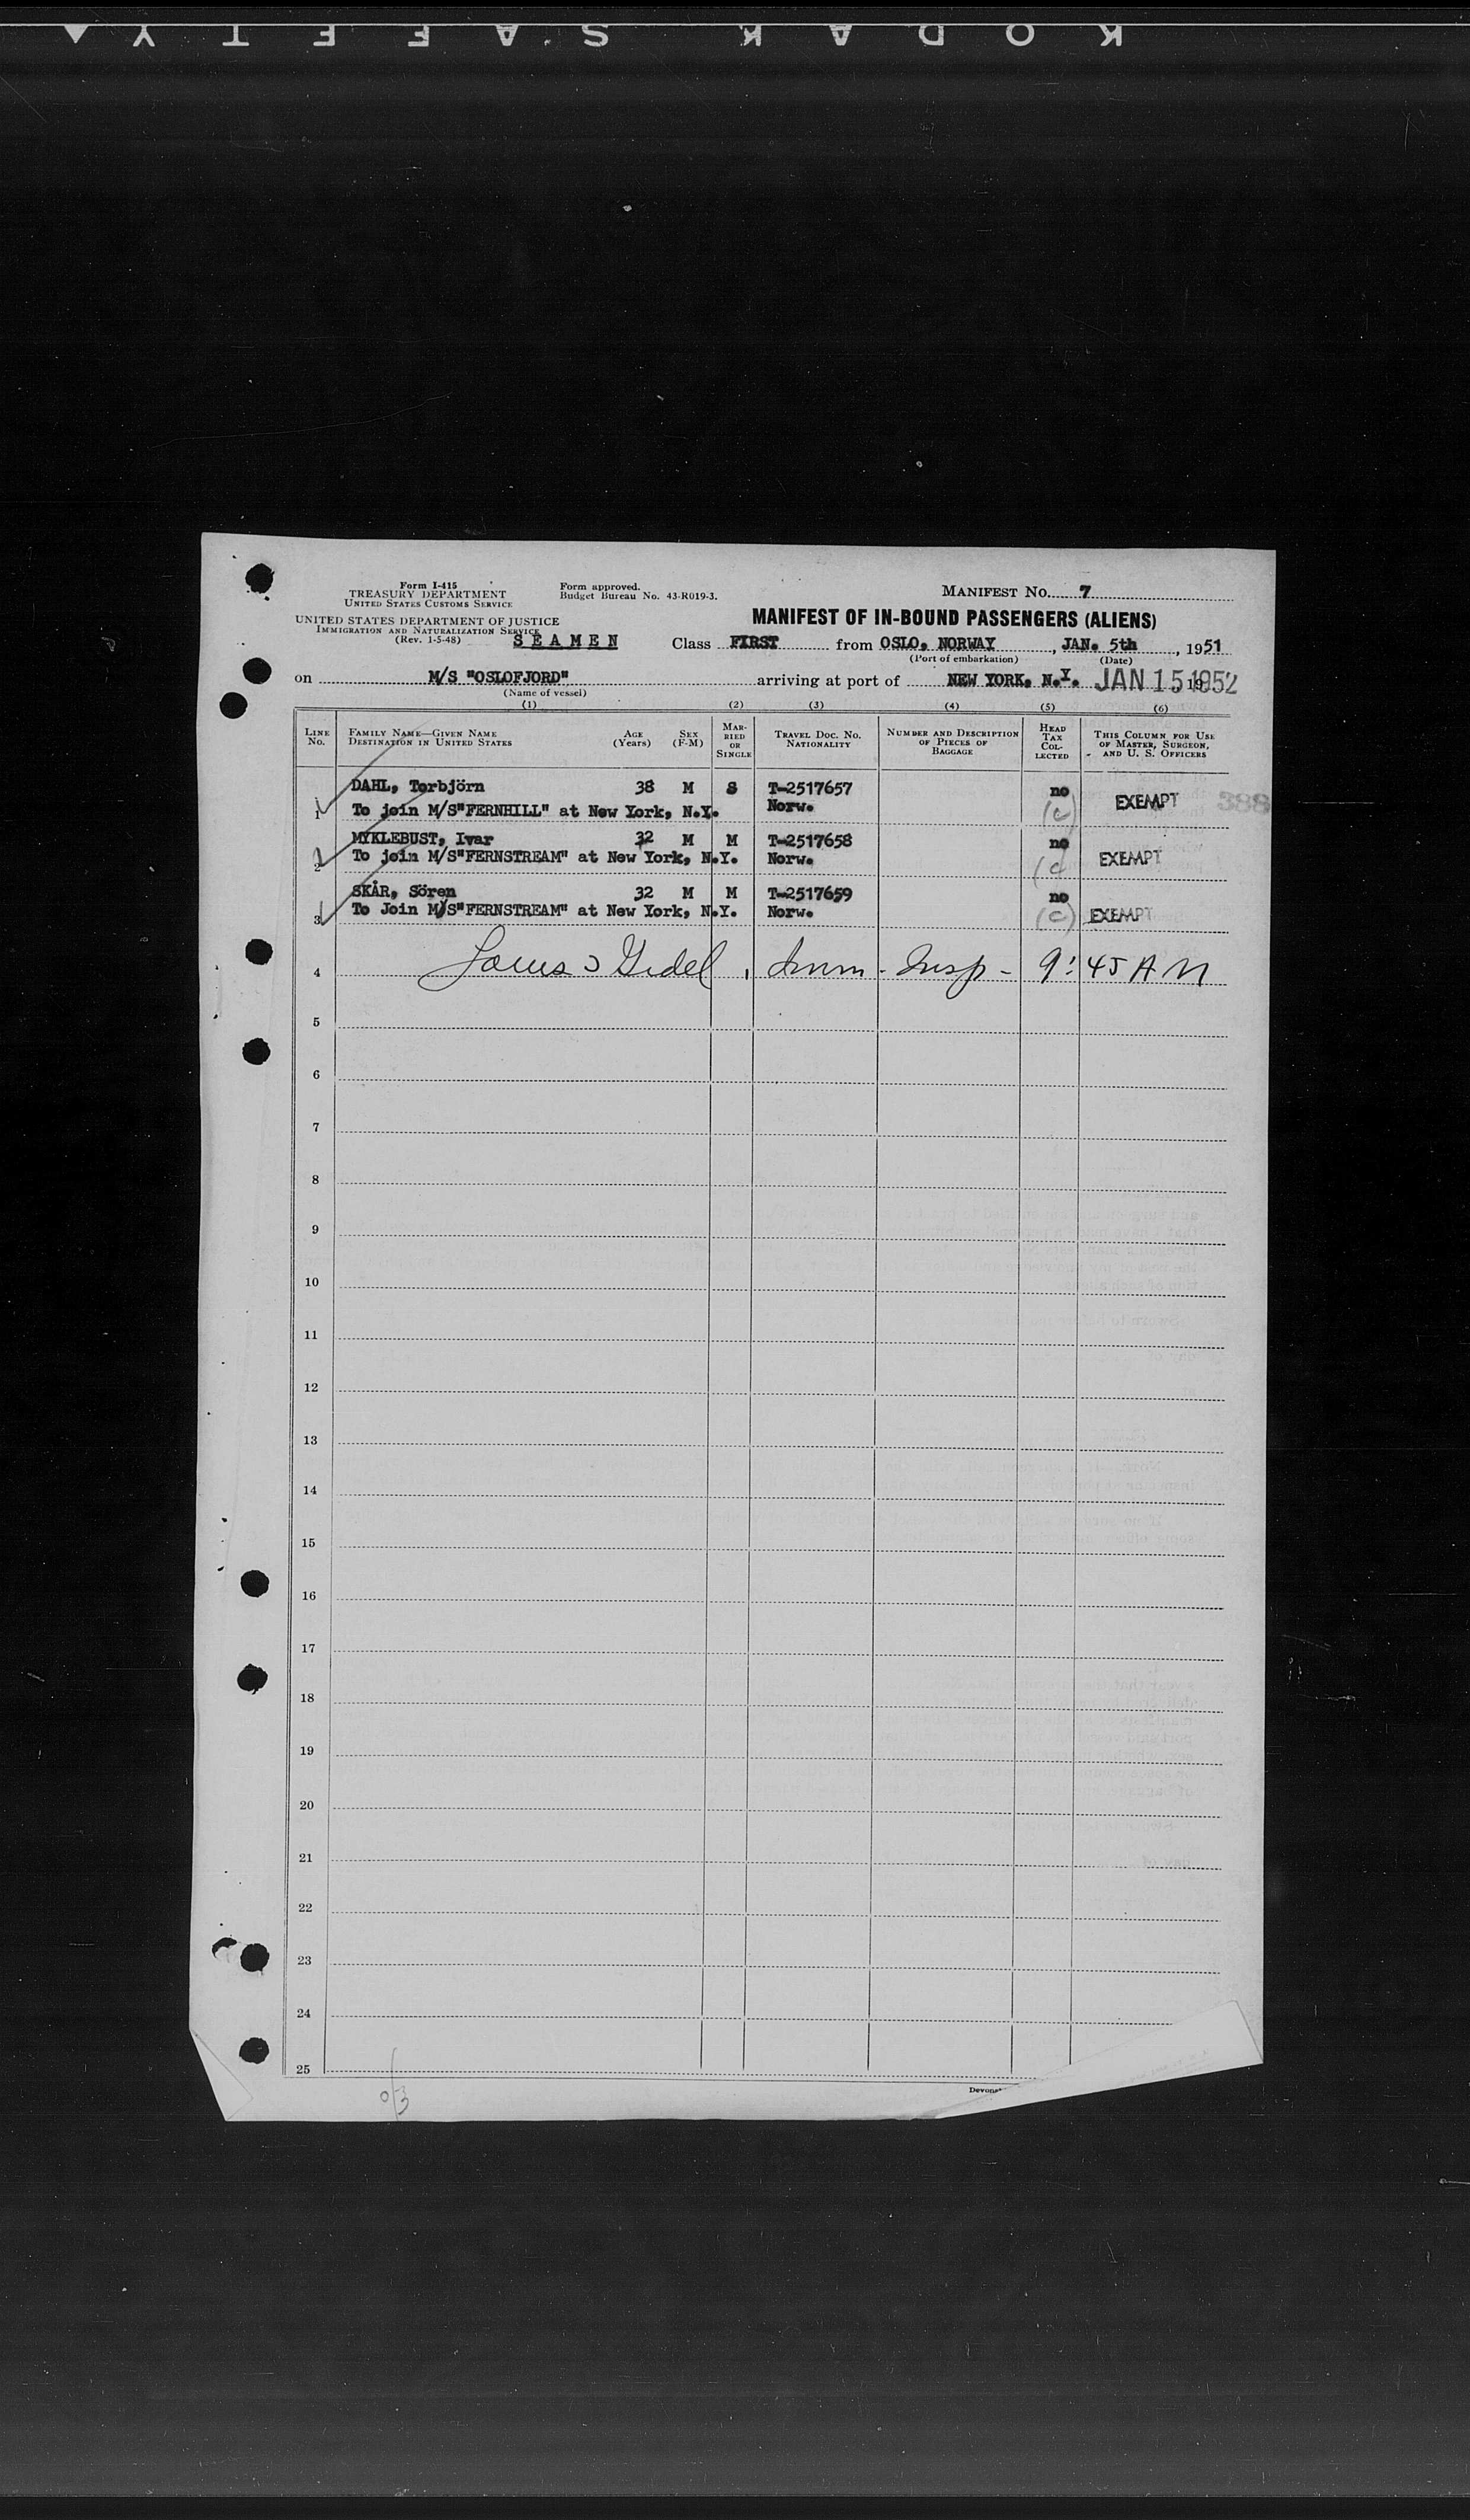 KODAK SAFETY
Form I-415
TREASURY DEPARTMENT
UNITED STATES CUSTOMS SERVICE
Form approved.
Budget Bureau No. 43-R019-3.
MANIFEST No. 7
UNITED STATES DEPARTMENT OF JUSTICE
IMMIGRATION AND NATURALIZATION SERVICE
(Rev. 1-5-48)
MANIFEST OF IN-BOUND PASSENGERS (ALIENS)
SEAMEN Class FIRST from OSLO, NORWAY, JAN. 5th, 1951
(Port of embarkation) (Date)
on M/S "OSLOFJORD" arriving at port of NEW YORK, N.Y. JAN 15 1952 19
(Name of vessel)
(1) (2) (3) (4) (5) (6)
LINE No.
FAMILY NAME—GIVEN NAME
DESTINATION IN UNITED STATES
AGE (Years)
SEX (F-M)
MARRIED OR SINGLE
TRAVEL DOC. NO.
NATIONALITY
NUMBER AND DESCRIPTION OF PIECES OF BAGGAGE
HEAD TAX COLLECTED
THIS COLUMN FOR USE OF MASTER, SURGEON, AND U. S. OFFICERS
DAHL, Torbjörn 38 M S T-2517657 no
1 To join M/S"FERNHILL" at New York, N.Y. Norw. (c) EXEMPT 388
MYKLEBUST, Ivar 32 M M T-2517658 no
2 To join M/S"FERNSTREAM" at New York, N.Y. Norw. (c EXEMPT
SKÅR, Sören 32 M M T-2517659 no
3 To Join M/S"FERNSTREAM" at New York, N.Y. Norw. (c) EXEMPT
4 Imm. Insp - 9:45 AM
5
6
7
8
9
10
11
12
13
14
15
16
17
18
19
20
21
22
23
24
25
0/3